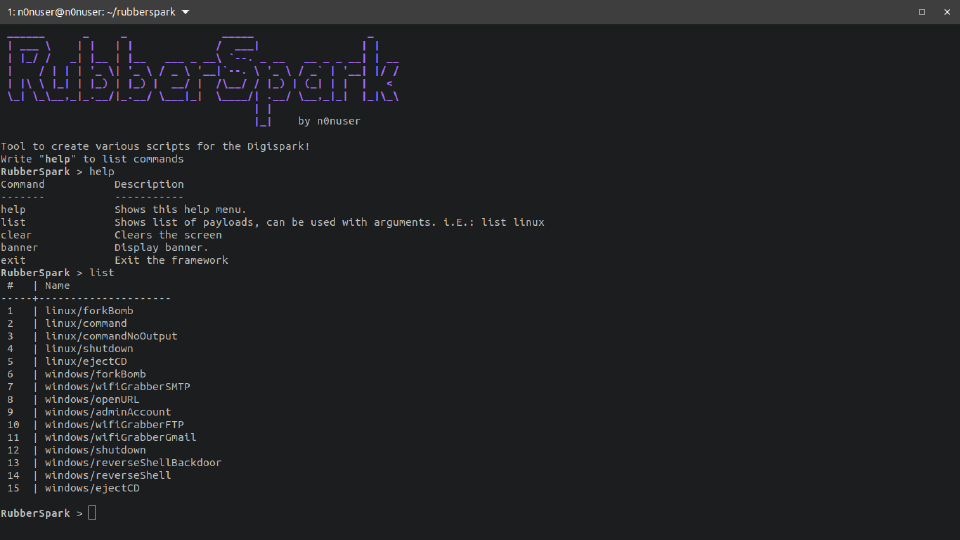 1: n0nuser@n0nuser: ~/rubberspark
RubberSpark
by n0nuser
Tool to create various scripts for the Digispark!
Write "help" to list commands
RubberSpark > help
Command Description
------- -----------
help Shows this help menu.
list Shows list of payloads, can be used with arguments. i.E.: list linux
clear Clears the screen
banner Display banner.
exit Exit the framework
RubberSpark > list
# | Name
-----+---------------------
1 | linux/forkBomb
2 | linux/command
3 | linux/commandNoOutput
4 | linux/shutdown
5 | linux/ejectCD
6 | windows/forkBomb
7 | windows/wifiGrabberSMTP
8 | windows/openURL
9 | windows/adminAccount
10 | windows/wifiGrabberFTP
11 | windows/wifiGrabberGmail
12 | windows/shutdown
13 | windows/reverseShellBackdoor
14 | windows/reverseShell
15 | windows/ejectCD
RubberSpark >